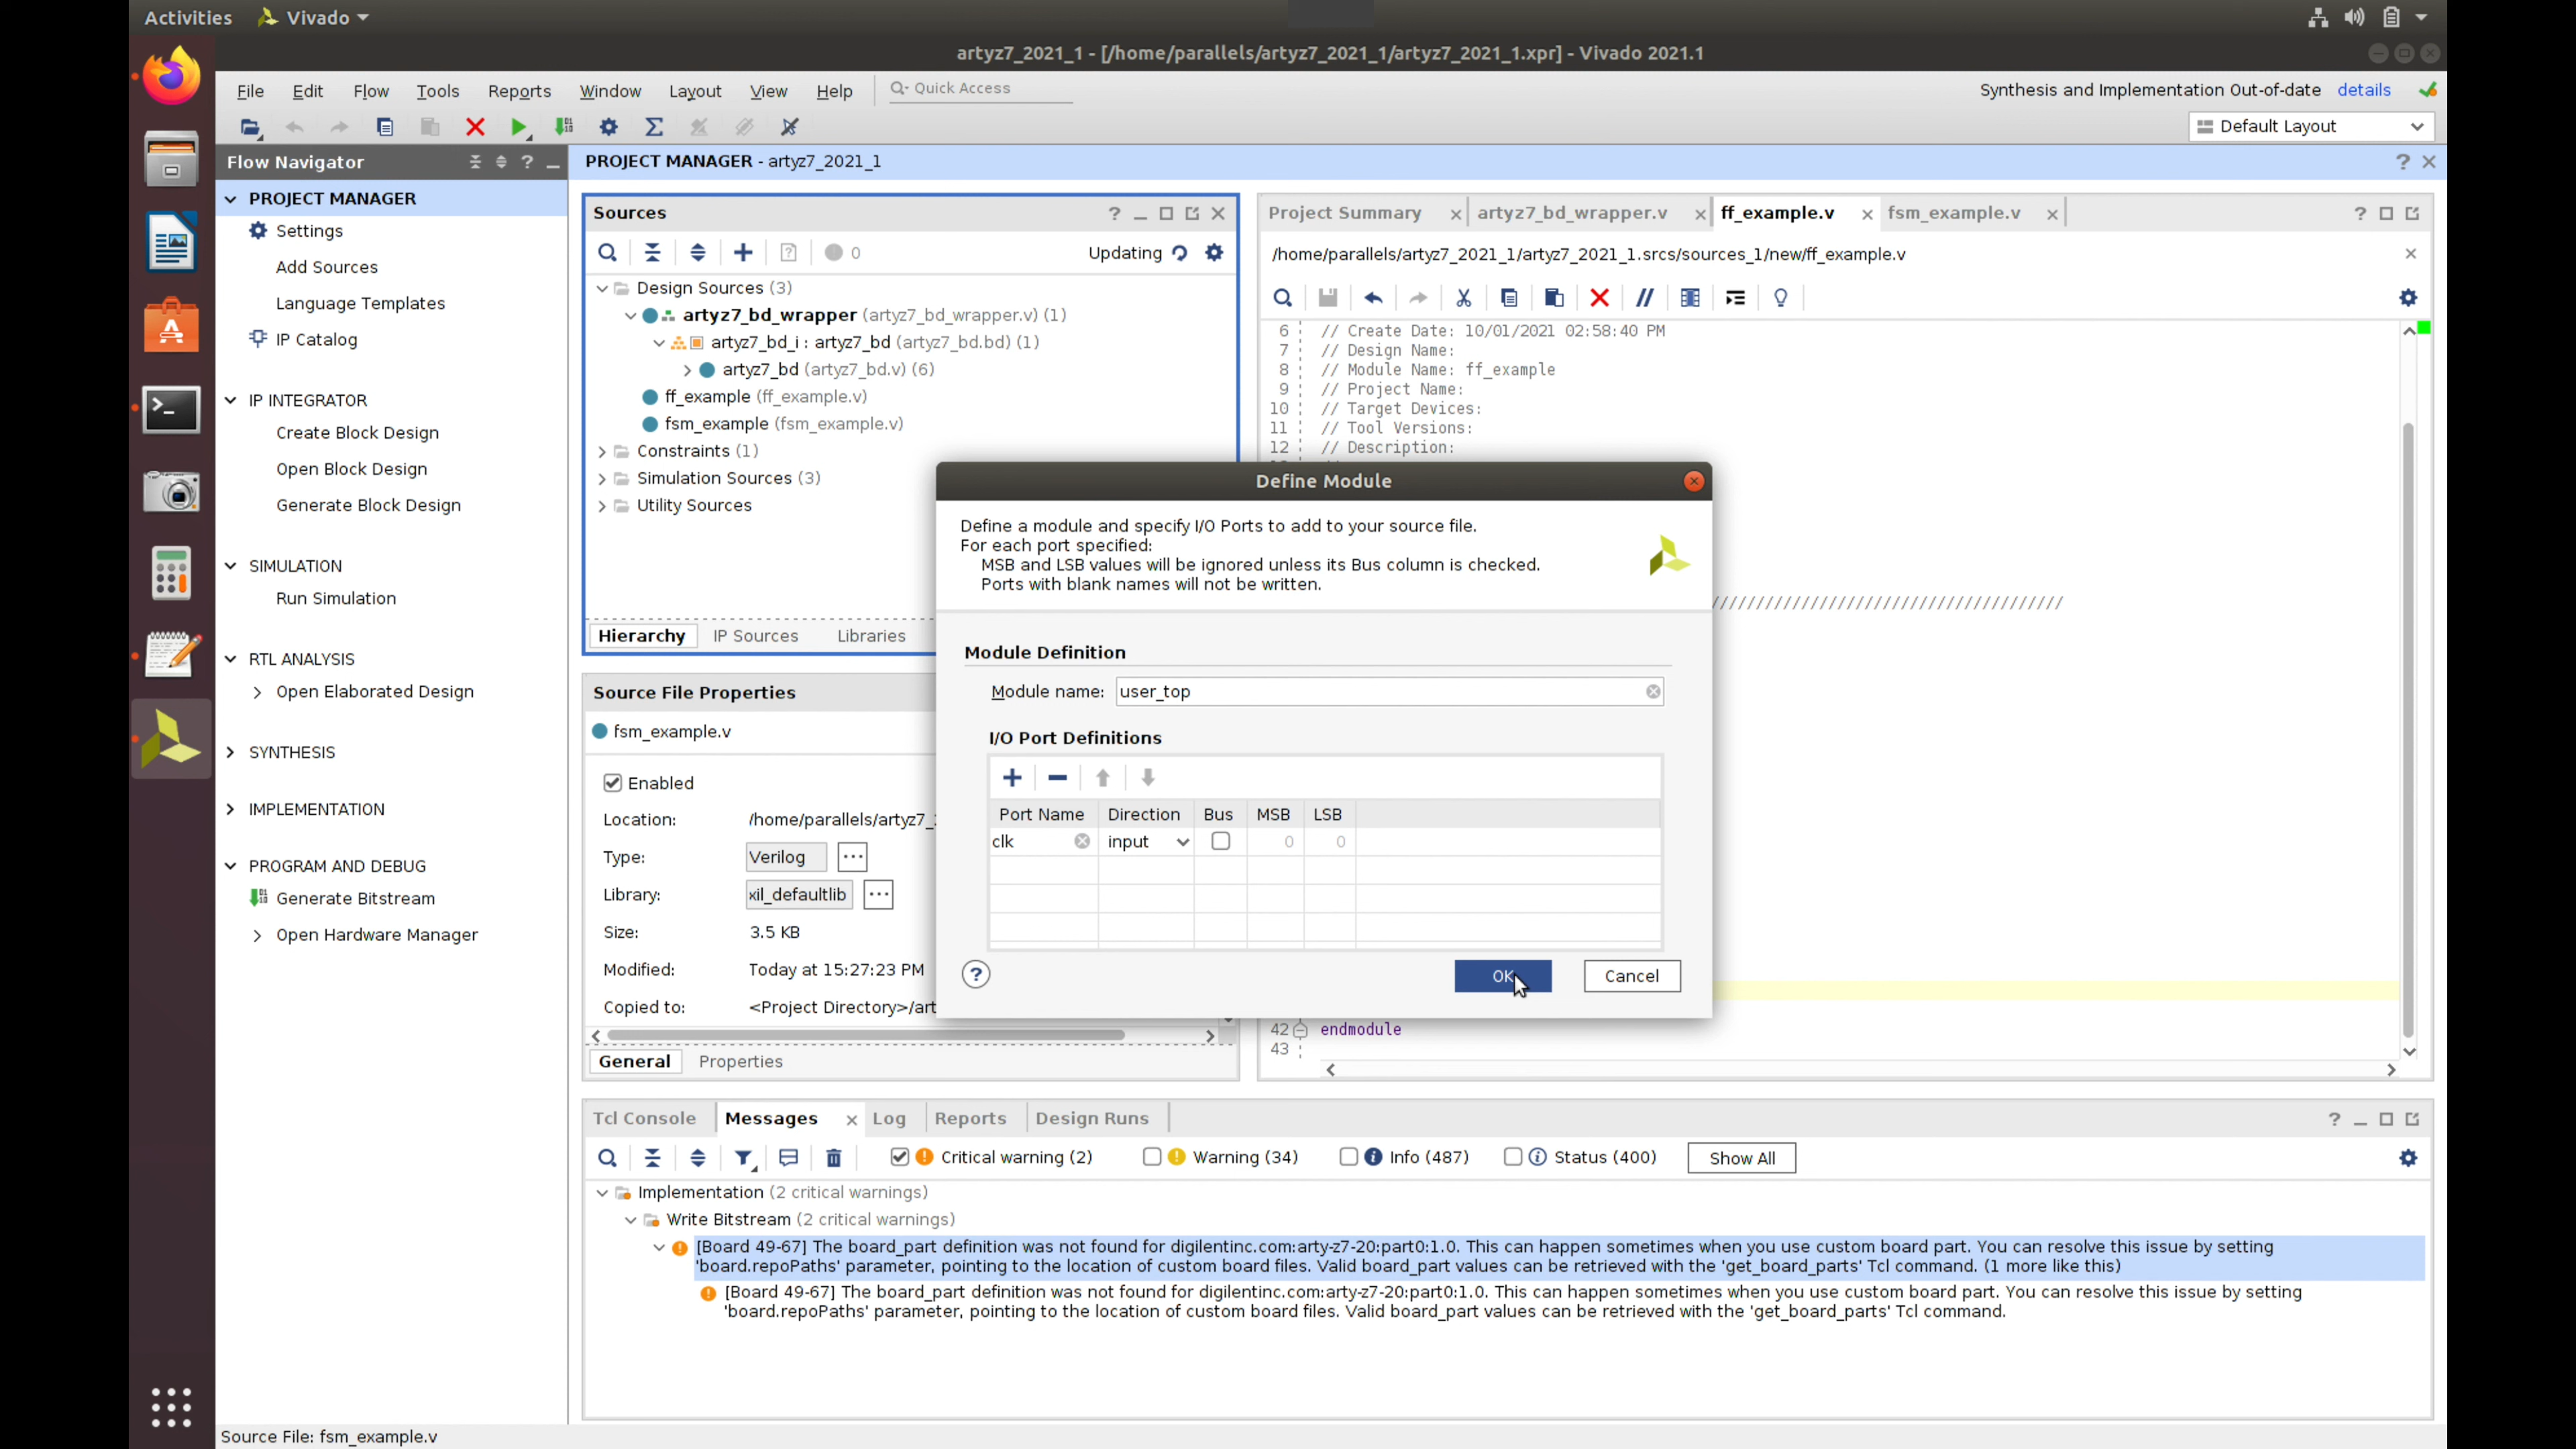 Activities
Vivado
artyz7_2021_1 - [/home/parallels/artyz7_2021_1/artyz7_2021_1.xpr] - Vivado 2021.1
File Edit Flow Tools Reports Window Layout View Help
Quick Access
Synthesis and Implementation Out-of-date details
Default Layout
Flow Navigator
PROJECT MANAGER - artyz7_2021_1
PROJECT MANAGER
Settings
Add Sources
Language Templates
IP Catalog
IP INTEGRATOR
Create Block Design
Open Block Design
Generate Block Design
SIMULATION
Run Simulation
RTL ANALYSIS
Open Elaborated Design
SYNTHESIS
IMPLEMENTATION
PROGRAM AND DEBUG
Generate Bitstream
Open Hardware Manager
Sources
0
Updating
Design Sources (3)
artyz7_bd_wrapper (artyz7_bd_wrapper.v) (1)
artyz7_bd_i : artyz7_bd (artyz7_bd.bd) (1)
artyz7_bd (artyz7_bd.v) (6)
ff_example (ff_example.v)
fsm_example (fsm_example.v)
Constraints (1)
Simulation Sources (3)
Utility Sources
Hierarchy IP Sources Libraries
Source File Properties
fsm_example.v
Enabled
Location: /home/parallels/artyz7_
Type: Verilog
Library: xil_defaultlib
Size: 3.5 KB
Modified: Today at 15:27:23 PM
Copied to: <Project Directory>/art
General Properties
Project Summary artyz7_bd_wrapper.v ff_example.v fsm_example.v
/home/parallels/artyz7_2021_1/artyz7_2021_1.srcs/sources_1/new/ff_example.v
6 // Create Date: 10/01/2021 02:58:40 PM
7 // Design Name:
8 // Module Name: ff_example
9 // Project Name:
10 // Target Devices:
11 // Tool Versions:
12 // Description:
42 endmodule
43
Define Module
Define a module and specify I/O Ports to add to your source file.
For each port specified:
MSB and LSB values will be ignored unless its Bus column is checked.
Ports with blank names will not be written.
Module Definition
Module name: user_top
I/O Port Definitions
Port Name Direction Bus MSB LSB
clk input 0 0
OK Cancel
Tcl Console Messages Log Reports Design Runs
Critical warning (2) Warning (34) Info (487) Status (400) Show All
Implementation (2 critical warnings)
Write Bitstream (2 critical warnings)
[Board 49-67] The board_part definition was not found for digilentinc.com:arty-z7-20:part0:1.0. This can happen sometimes when you use custom board part. You can resolve this issue by setting
'board.repoPaths' parameter, pointing to the location of custom board files. Valid board_part values can be retrieved with the 'get_board_parts' Tcl command. (1 more like this)
[Board 49-67] The board_part definition was not found for digilentinc.com:arty-z7-20:part0:1.0. This can happen sometimes when you use custom board part. You can resolve this issue by setting
'board.repoPaths' parameter, pointing to the location of custom board files. Valid board_part values can be retrieved with the 'get_board_parts' Tcl command.
Source File: fsm_example.v